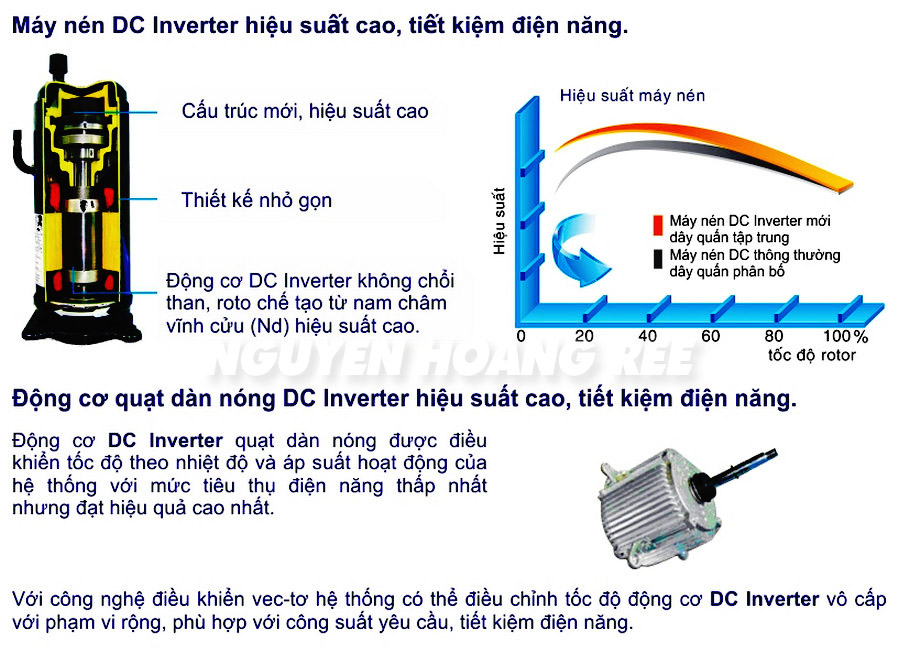 Máy nén DC Inverter hiệu suất cao, tiết kiệm điện năng.
Cấu trúc mới, hiệu suất cao
Thiết kế nhỏ gọn
Động cơ DC Inverter không chổi
than, roto chế tạo từ nam châm
vĩnh cửu (Nd) hiệu suất cao.
Hiệu suất máy nén
Hiệu suất
Máy nén DC Inverter mới
dây quấn tập trung
Máy nén DC thông thường
dây quấn phân bố
0 20 40 60 80 100 %
tốc độ rotor
NGUYEN HOANG REE
Động cơ quạt dàn nóng DC Inverter hiệu suất cao, tiết kiệm điện năng.
Động cơ DC Inverter quạt dàn nóng được điều
khiển tốc độ theo nhiệt độ và áp suất hoạt động của
hệ thống với mức tiêu thụ điện năng thấp nhất
nhưng đạt hiệu quả cao nhất.
Với công nghệ điều khiển vec-tơ hệ thống có thể điều chỉnh tốc độ động cơ DC Inverter vô cấp
với phạm vi rộng, phù hợp với công suất yêu cầu, tiết kiệm điện năng.